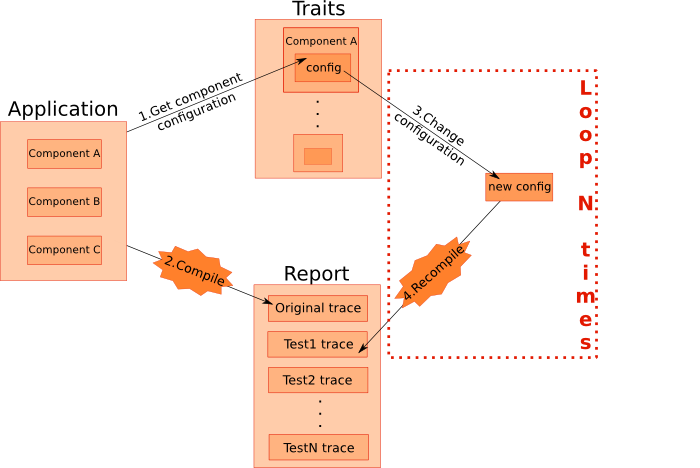 Traits
Component A
config
1.Get component
configuration
3.Change
configuration
Application
Component A
Component B
Component C
new config
Loop N times
2.Compile
4.Recompile
Report
Original trace
Test1 trace
Test2 trace
TestN trace